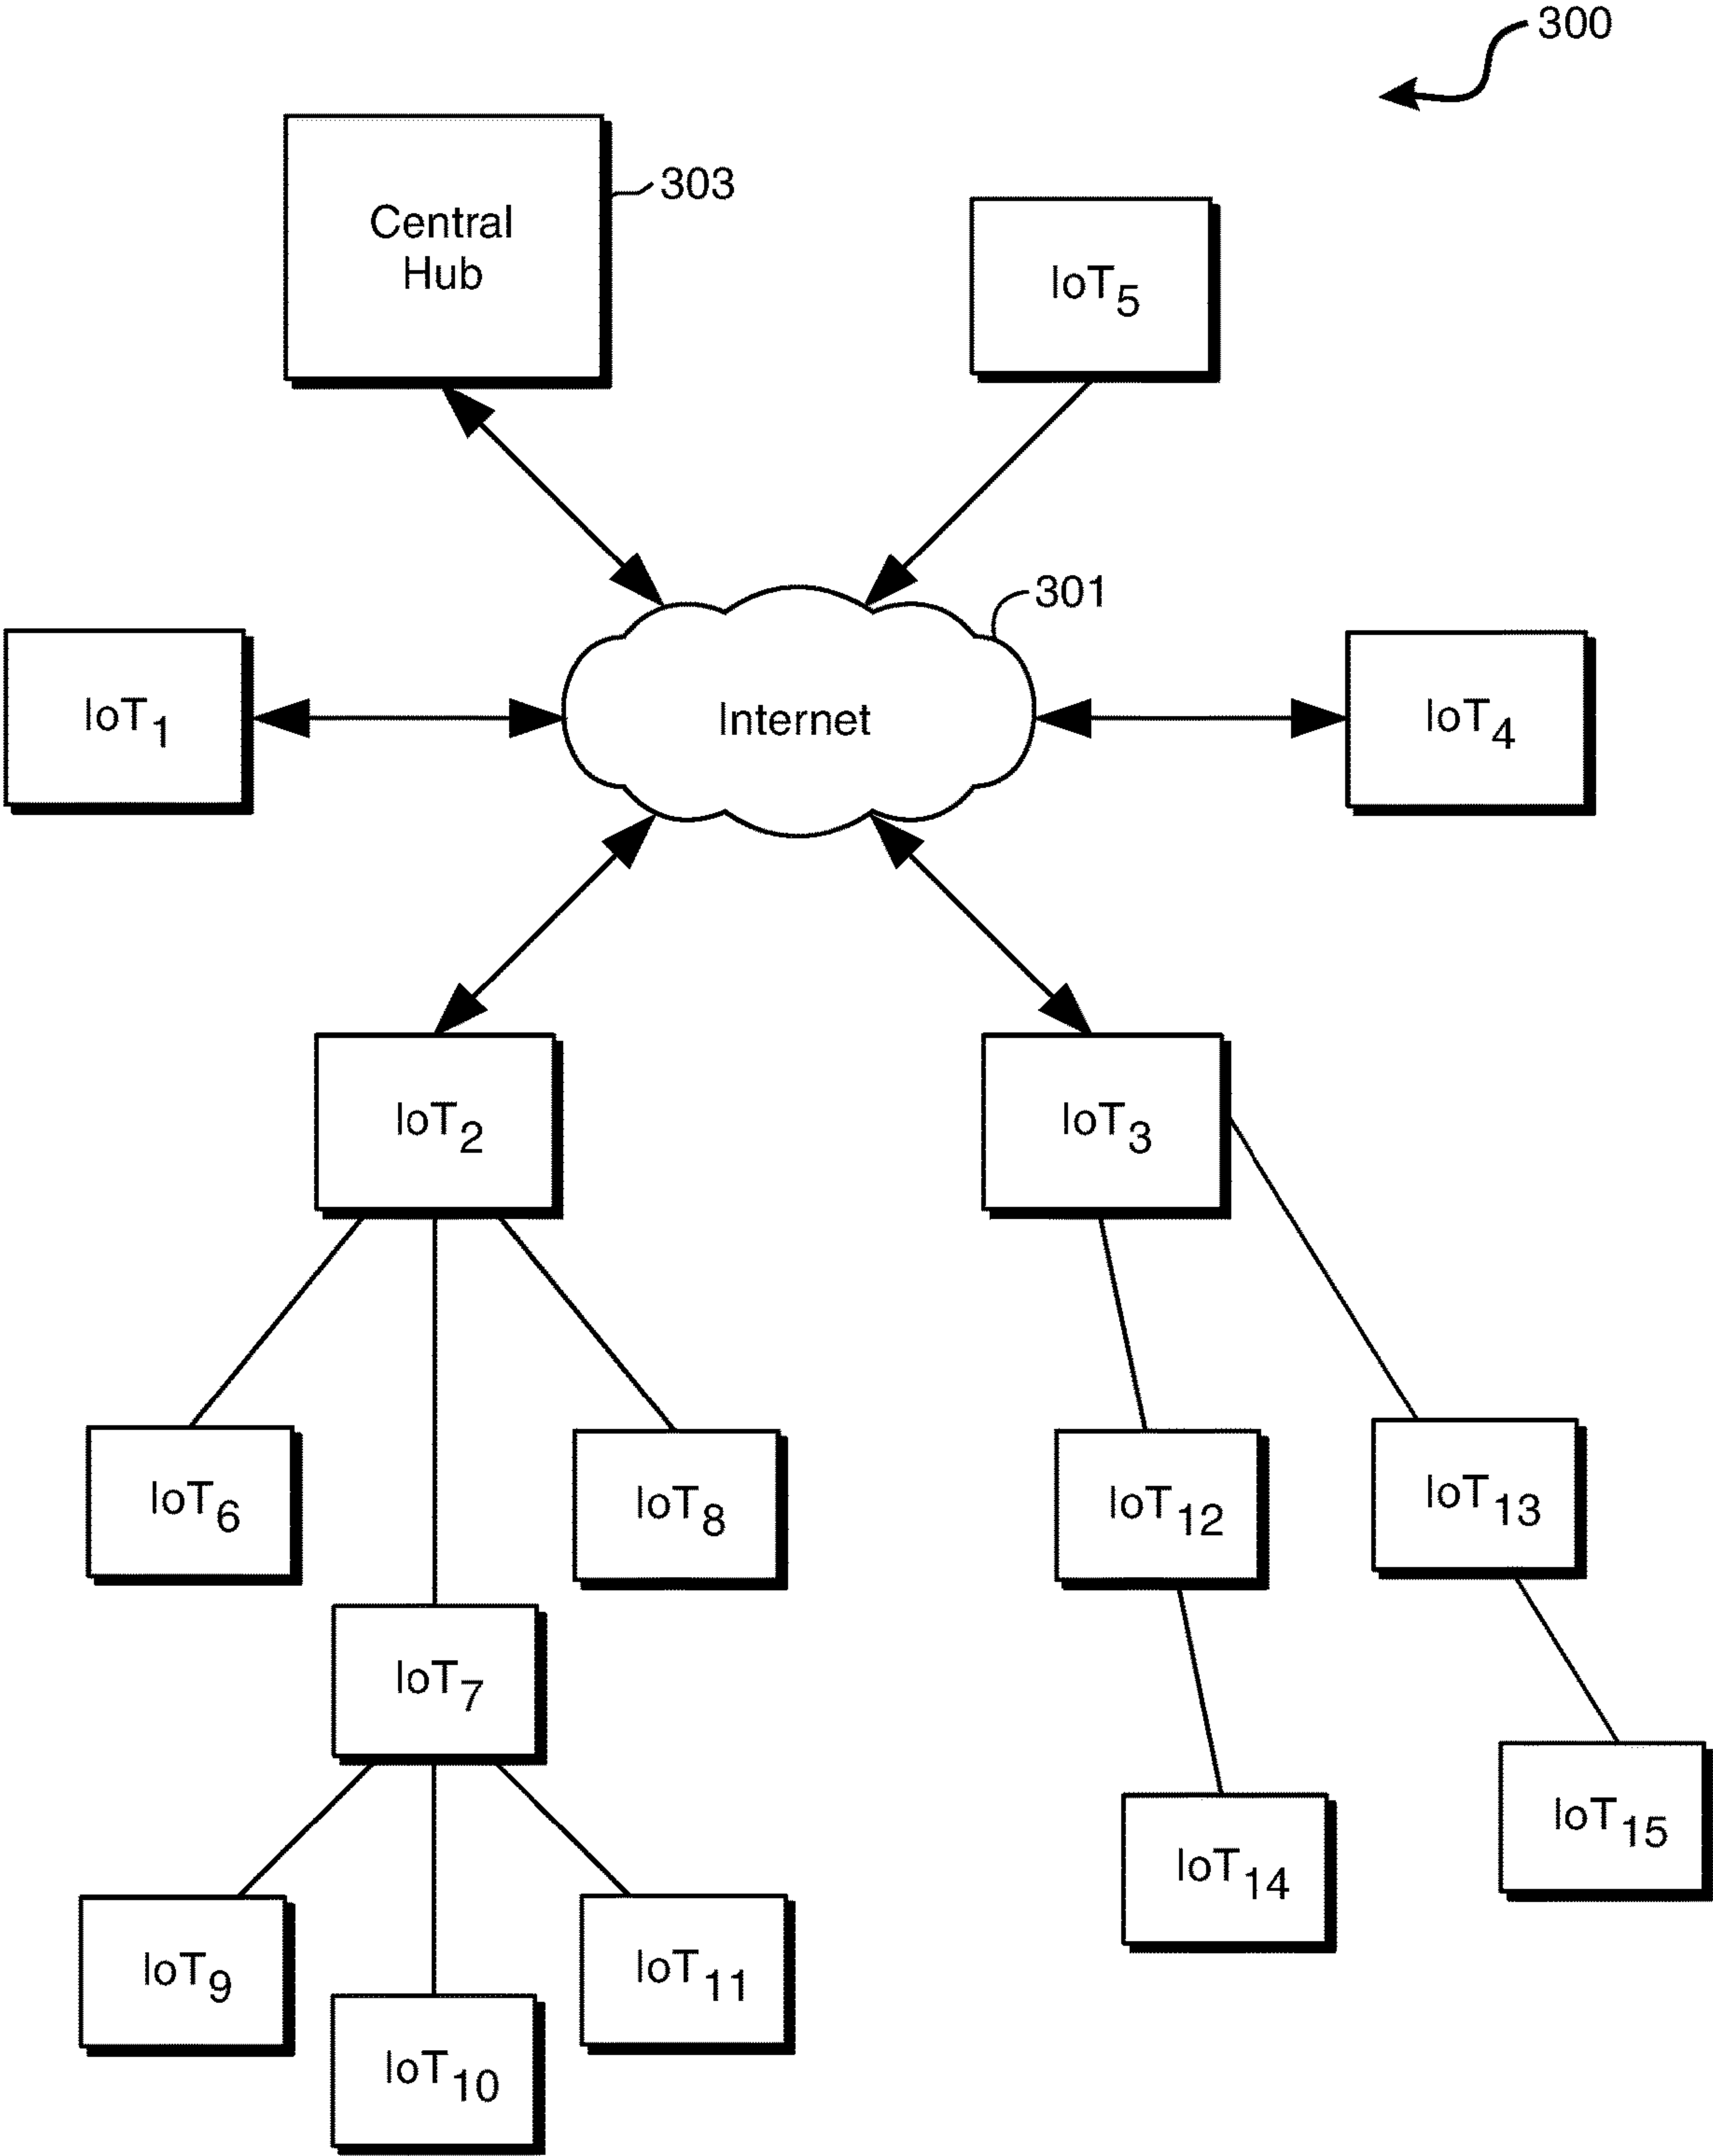 300
303
Central
Hub
IoT5
301
IoT1
Internet
IoT4
IoT2
IoT3
IoT6
IoT8
IoT12
IoT13
IoT7
IoT15
IoT14
IoT9
IoT11
IoT10